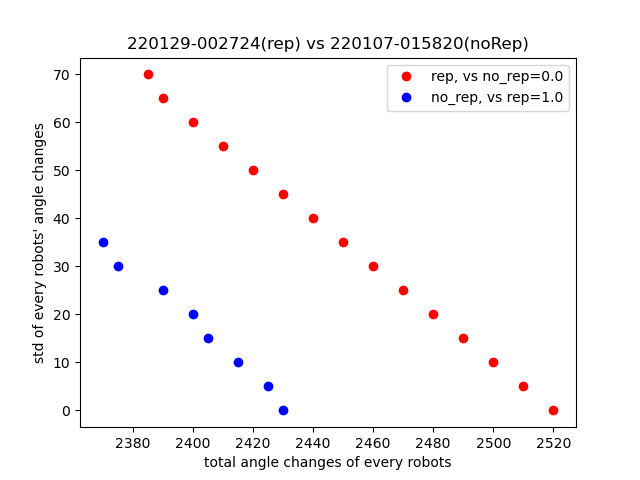 220129-002724(rep) vs 220107-015820(noRep)
rep, vs no_rep=0.0
no_rep, vs rep=1.0
70
60
50
40
30
20
10
0
std of every robots' angle changes
2380 2400 2420 2440 2460 2480 2500 2520
total angle changes of every robots